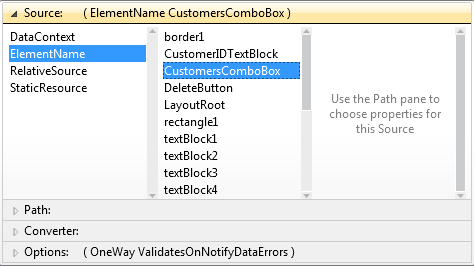 Source: ( ElementName CustomersComboBox )
DataContext
ElementName
RelativeSource
StaticResource
border1
CustomerIDTextBlock
CustomersComboBox
DeleteButton
LayoutRoot
rectangle1
textBlock1
textBlock2
textBlock3
textBlock4
Use the Path pane to
choose properties for
this Source
Path:
Converter:
Options: ( OneWay ValidatesOnNotifyDataErrors )